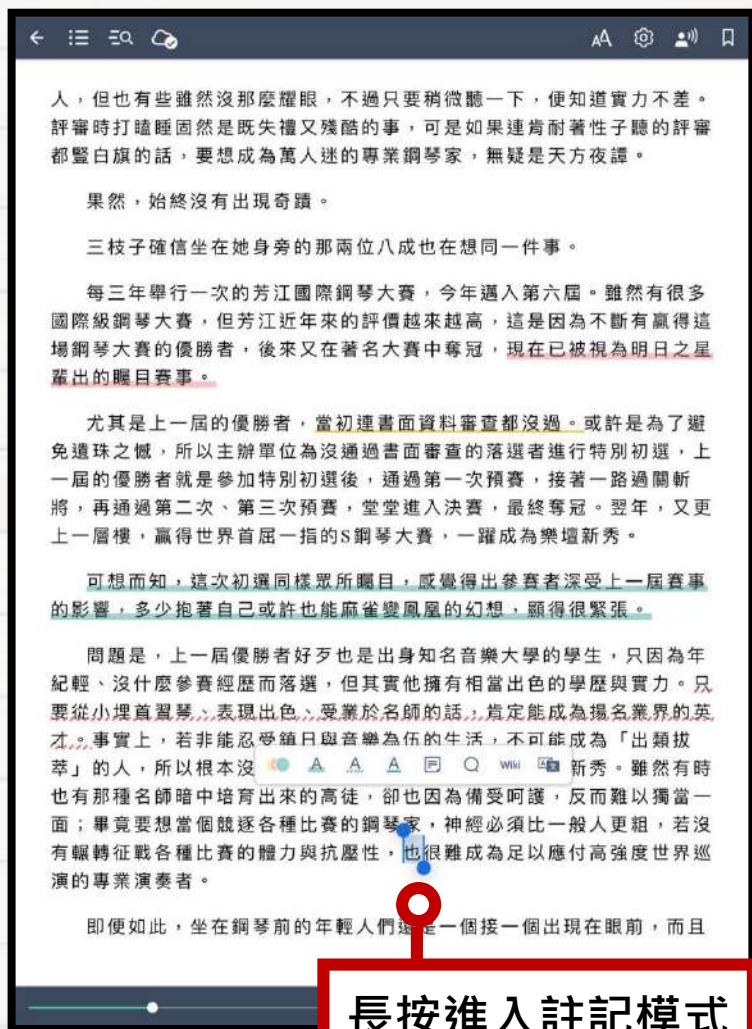 AA
人，但也有些雖然沒那麼耀眼，不過只要稍微聽一下，便知道實力不差。
評審時打瞌睡固然是既失禮又殘酷的事，可是如果連肯耐著性子聽的評審
都豎白旗的話，要想成為萬人迷的專業鋼琴家，無疑是天方夜譚。
果然，始終沒有出現奇蹟。
三枝子確信坐在她身旁的那兩位八成也在想同一件事。
每三年舉行一次的芳江國際鋼琴大賽，今年邁入第六屆。雖然有很多
國際級鋼琴大賽，但芳江近年來的評價越來越高，這是因為不斷有贏得這
場鋼琴大賽的優勝者，後來又在著名大賽中奪冠，現在已被視為明日之星
輩出的矚目賽事。
尤其是上一屆的優勝者，當初連書面資料審查都沒過。或許是為了避
免遺珠之憾，所以主辦單位為沒通過書面審查的落選者進行特別初選，上
一屆的優勝者就是參加特別初選後，通過第一次預賽，接著一路過關斬
將，再通過第二次、第三次預賽，堂堂進入決賽，最終奪冠。翌年，又更
上一層樓，贏得世界首屈一指的S鋼琴大賽，一躍成為樂壇新秀。
可想而知，這次初選同樣眾所矚目，感覺得出參賽者深受上一屆賽事
的影響，多少抱著自己或許也能麻雀變鳳凰的幻想，顯得很緊張。
問題是，上一屆優勝者好歹也是出身知名音樂大學的學生，只因為年
紀輕、沒什麼參賽經歷而落選，但其實他擁有相當出色的學歷與實力。只
要從小埋首習琴、表現出色、受業於名師的話，肯定能成為揚名業界的英
才。事實上，若非能忍受鎮日與音樂為伍的生活，不可能成為「出類拔
萃」的人，所以根本沒 A A A Wiki 新秀。雖然有時
也有那種名師暗中培育出來的高徒，卻也因為備受呵護，反而難以獨當一
面；畢竟要想當個競逐各種比賽的鋼琴家，神經必須比一般人更粗，若沒
有輾轉征戰各種比賽的體力與抗壓性，也很難成為足以應付高強度世界巡
演的專業演奏者。
即便如此，坐在鋼琴前的年輕人們還是一個接一個出現在眼前，而且
長按進入註記模式